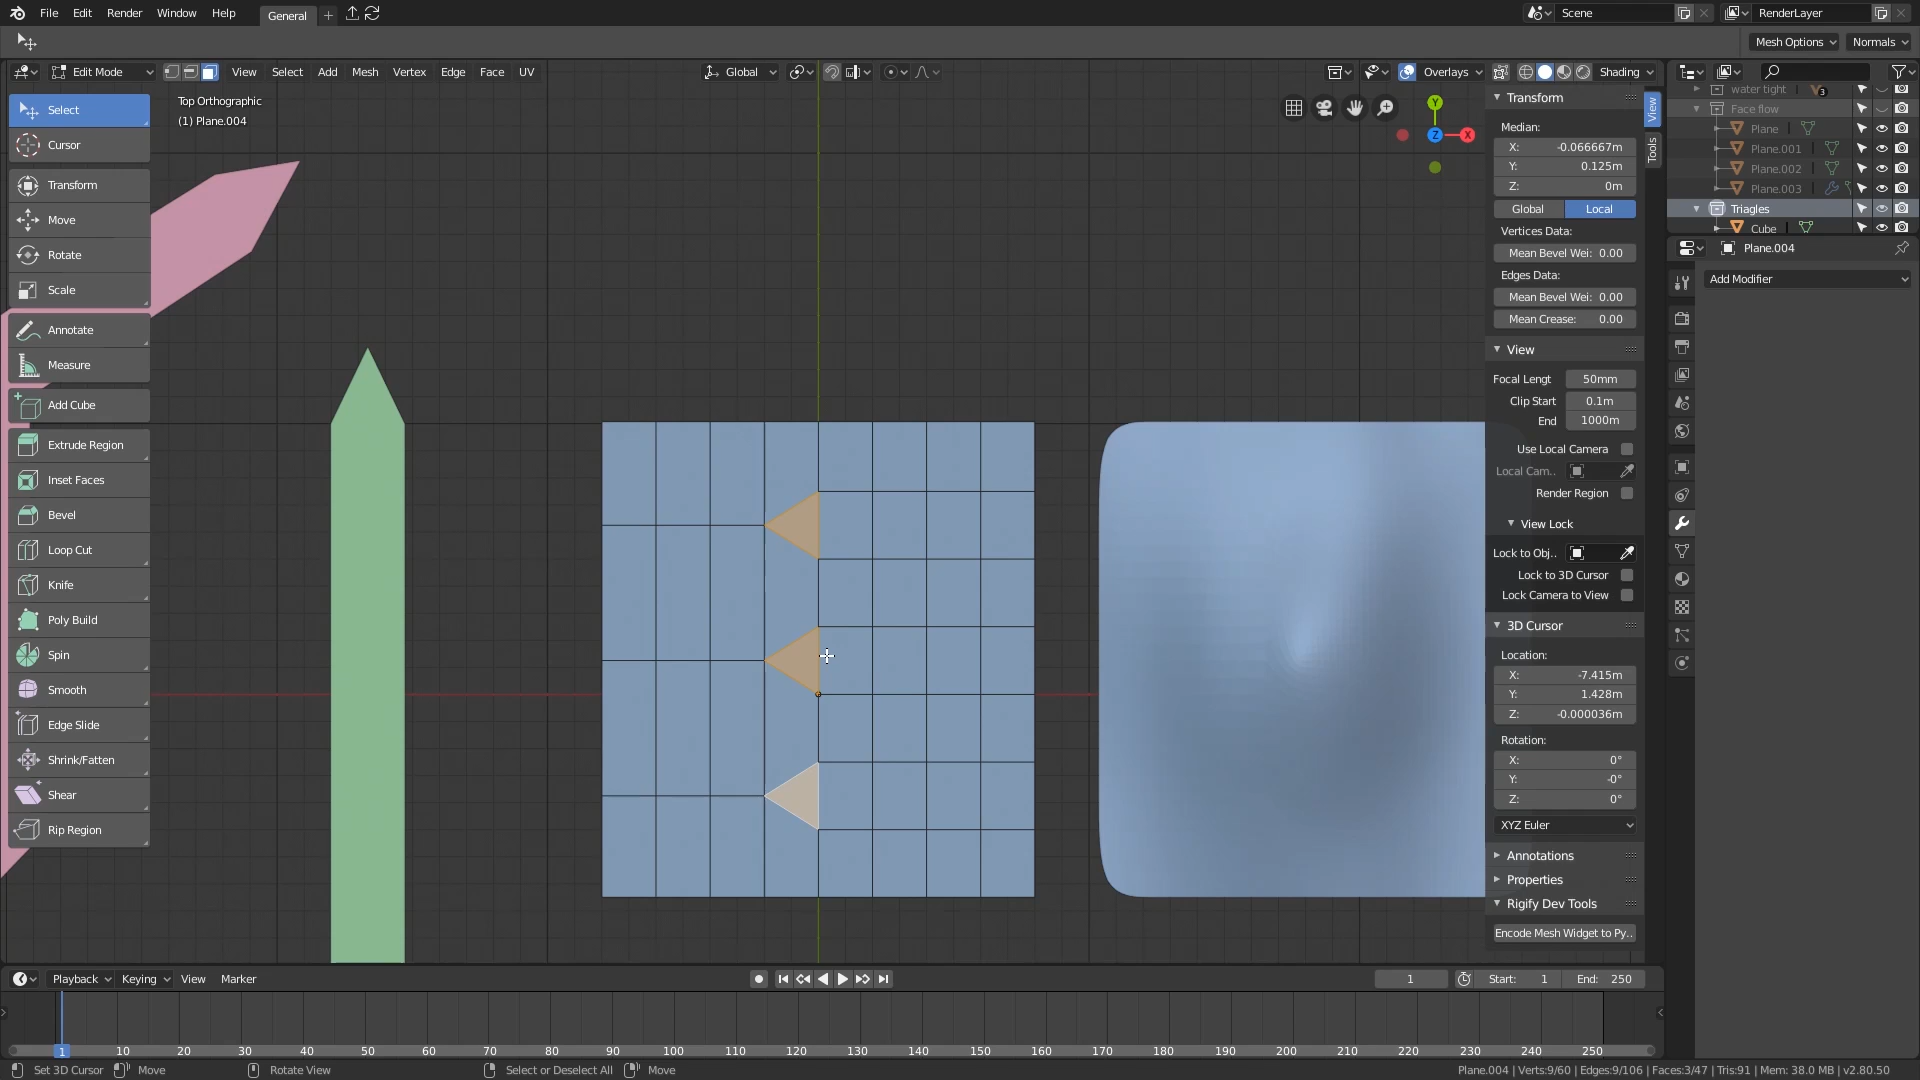 File Edit Render Window Help General Scene RenderLayer
Mesh Options Normals
Edit Mode View Select Add Mesh Vertex Edge Face UV Global Overlays Shading
Select
Cursor
Transform
Move
Rotate
Scale
Annotate
Measure
Add Cube
Extrude Region
Inset Faces
Bevel
Loop Cut
Knife
Poly Build
Spin
Smooth
Edge Slide
Shrink/Fatten
Shear
Rip Region
Top Orthographic
(1) Plane.004
Y
Z
X
Transform
Median:
X: -0.066667m
Y: 0.125m
Z: 0m
Global Local
Vertices Data:
Mean Bevel Wei: 0.00
Edges Data:
Mean Bevel Wei: 0.00
Mean Crease: 0.00
View
Focal Lengt 50mm
Clip Start 0.1m
End 1000m
Use Local Camera
Local Cam..
Render Region
View Lock
Lock to Obj..
Lock to 3D Cursor
Lock Camera to View
3D Cursor
Location:
X: -7.415m
Y: 1.428m
Z: -0.000036m
Rotation:
X: 0°
Y: -0°
Z: 0°
XYZ Euler
Annotations
Properties
Rigify Dev Tools
Encode Mesh Widget to Py..
View
Tools
water tight 3
Face flow
Plane
Plane.001
Plane.002
Plane.003
Triagles
Cube
Plane.004
Add Modifier
Playback Keying View Marker 1 Start: 1 End: 250
1 10 20 30 40 50 60 70 80 90 100 110 120 130 140 150 160 170 180 190 200 210 220 230 240 250
Set 3D Cursor Move Rotate View Select or Deselect All Move Plane.004 | Verts:9/60 | Edges:9/106 | Faces:3/47 | Tris:91 | Mem: 38.0 MB | v2.80.50